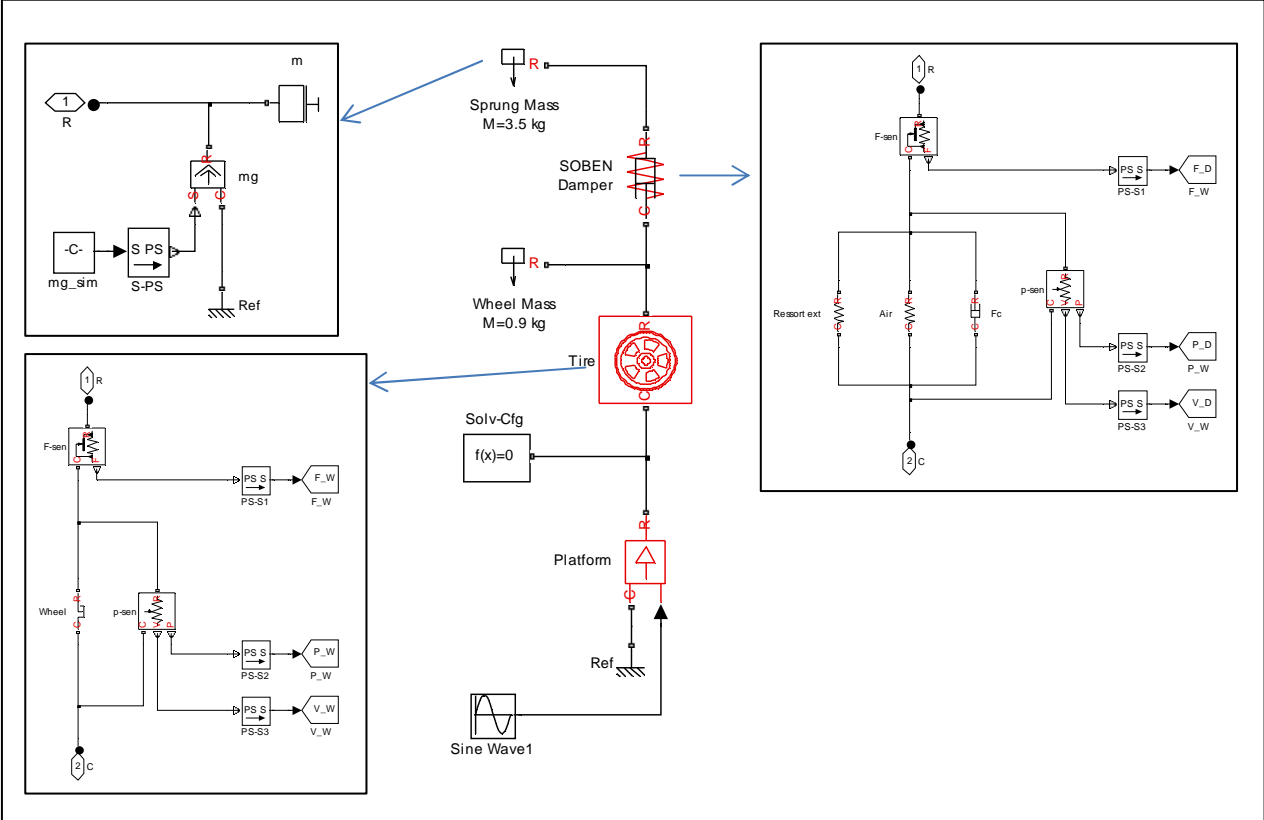 m
1
R
R
mg
S
C
-C-
mg_sim
S PS
S-PS
Ref
R
Sprung Mass
M=3.5 kg
R
SOBEN
Damper
C
R
Wheel Mass
M=0.9 kg
R
Tire
C
Solv-Cfg
f(x)=0
R
Platform
C
Ref
Sine Wave1
1
R
F-sen
R
C
F
PS S
PS-S1
F_D
F_W
R
R
R
Ressort ext
Air
Fc
C
C
C
p-sen
R
C
V
P
PS S
PS-S2
P_D
P_W
PS S
PS-S3
V_D
V_W
2
C
1
R
F-sen
R
C
F
PS S
PS-S1
F_W
F_W
Wheel
R
C
p-sen
R
C
V
P
PS S
PS-S2
P_W
P_W
PS S
PS-S3
V_W
V_W
2
C